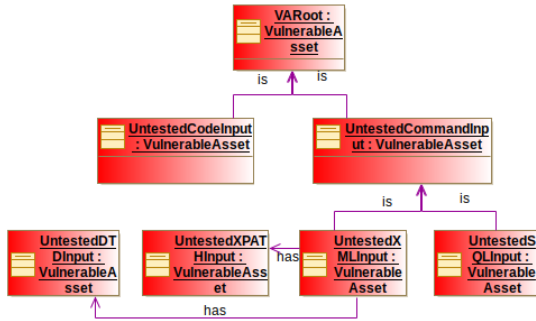 VARoot :
VulnerableA
sset
is
is
UntestedCodeInput
: VulnerableAsset
UntestedCommandInp
ut : VulnerableAsset
is
is
UntestedDT
DInput :
VulnerableA
sset
UntestedXPAT
HInput :
VulnerableAss
et
has
UntestedX
MLInput :
Vulnerable
Asset
UntestedS
QLInput :
Vulnerable
Asset
has